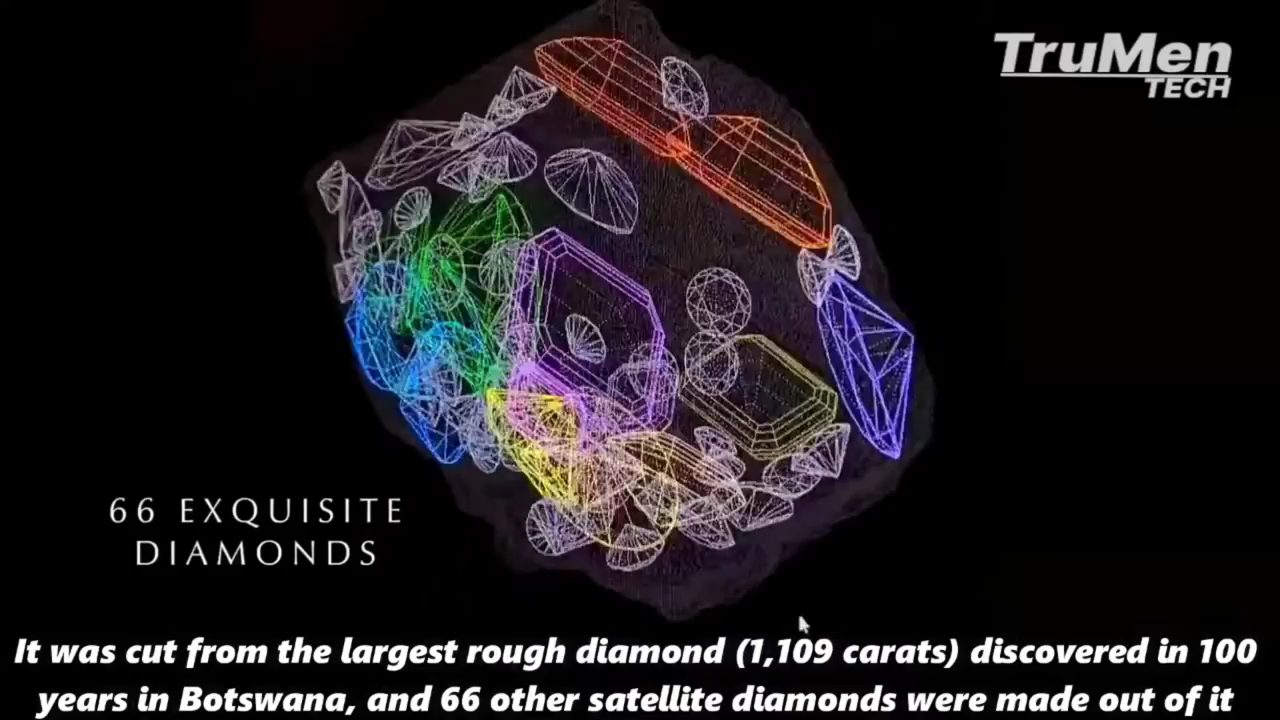 TruMen
TECH
66 EXQUISITE
DIAMONDS
It was cut from the largest rough diamond (1,109 carats) discovered in 100
years in Botswana, and 66 other satellite diamonds were made out of it